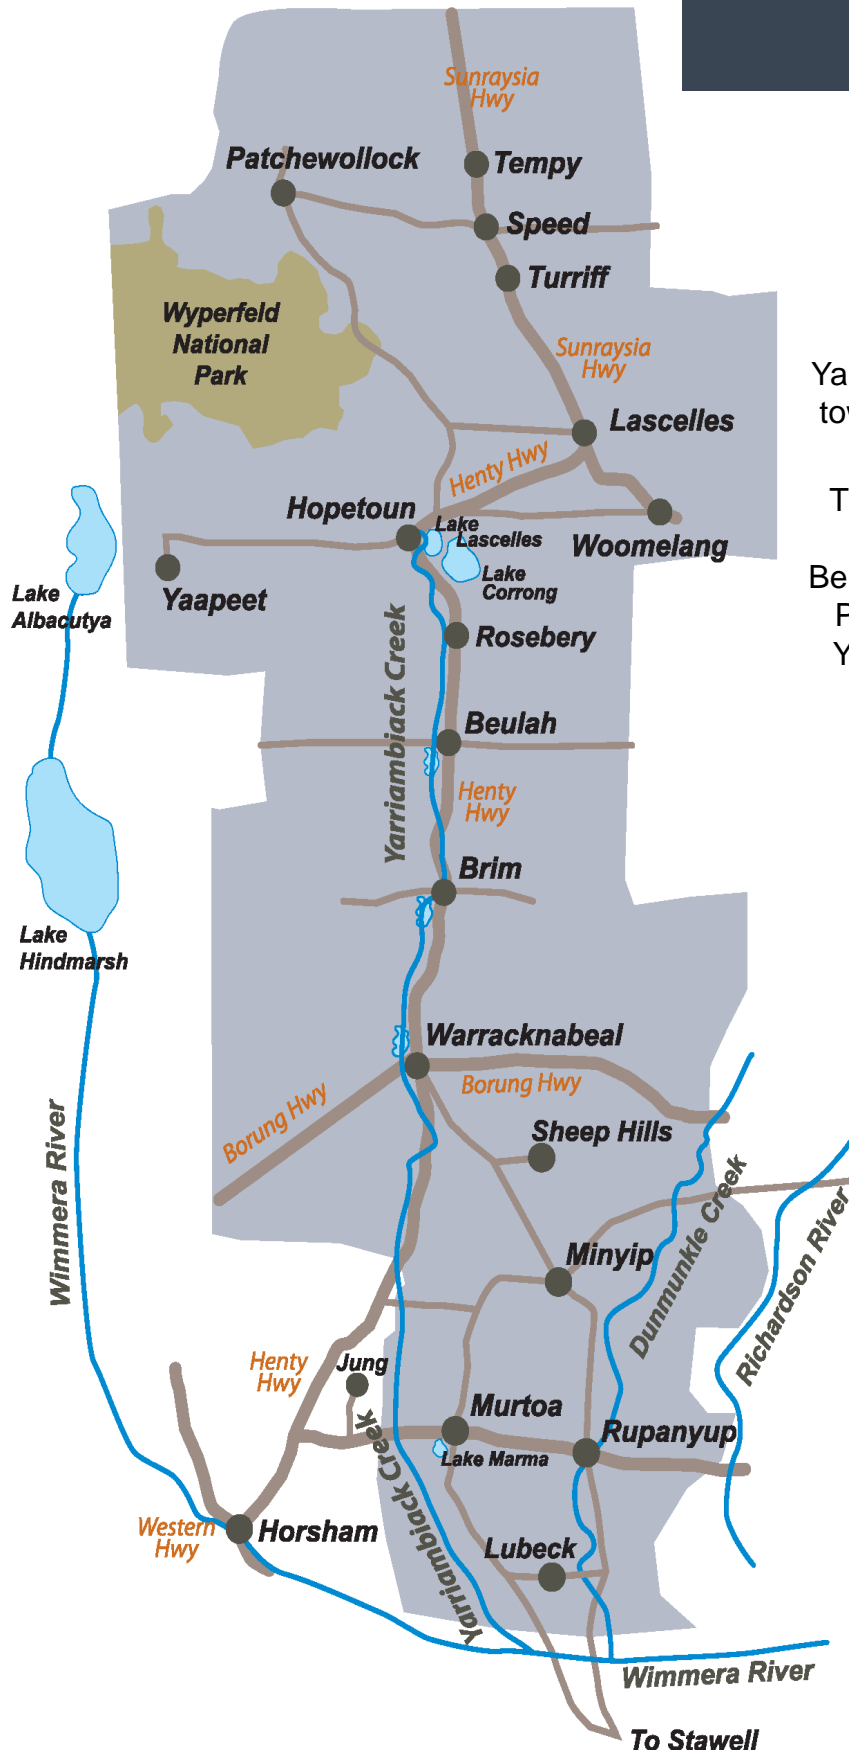 Sunraysia
Hwy
Patchewollock
Tempy
Speed
Turriff
Wyperfeld
National
Park
Sunraysia
Hwy
Lascelles
Henty Hwy
Hopetoun
Lake
Lascelles
Woomelang
Lake
Corrong
Yaapeet
Lake
Albacutya
Rosebery
Yarriambiack Creek
Beulah
Henty
Hwy
Brim
Lake
Hindmarsh
Warracknabeal
Borung Hwy
Borung Hwy
Sheep Hills
Wimmera River
Dunmunkle Creek
Richardson River
Minyip
Henty
Hwy
Jung
Murtoa
Rupanyup
Lake Marma
Yarriambiack Creek
Western
Hwy
Horsham
Lubeck
Wimmera River
To Stawell